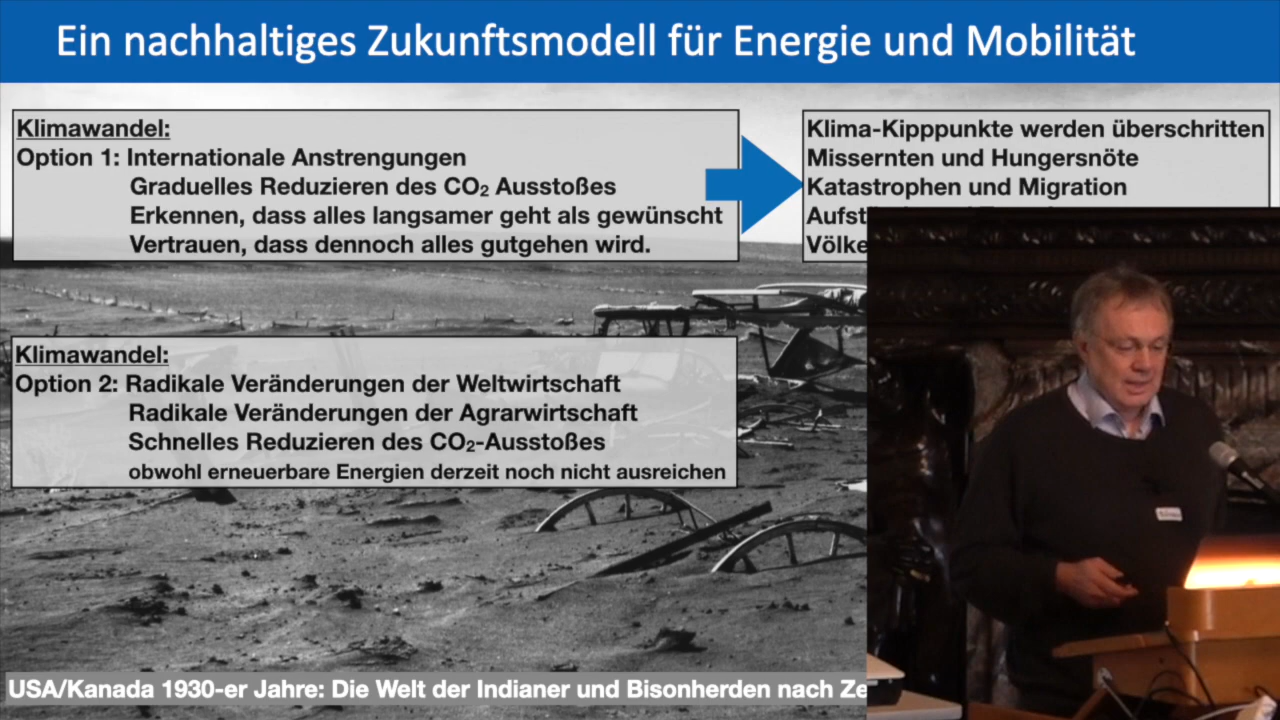 Ein nachhaltiges Zukunftsmodell für Energie und Mobilität
Klimawandel:
Option 1: Internationale Anstrengungen
Graduelles Reduzieren des CO₂ Ausstoßes
Erkennen, dass alles langsamer geht als gewünscht
Vertrauen, dass dennoch alles gutgehen wird.
Klima-Kipppunkte werden überschritten
Missernten und Hungersnöte
Katastrophen und Migration
Klimawandel:
Option 2: Radikale Veränderungen der Weltwirtschaft
Radikale Veränderungen der Agrarwirtschaft
Schnelles Reduzieren des CO₂-Ausstoßes
obwohl erneuerbare Energien derzeit noch nicht ausreichen
USA/Kanada 1930-er Jahre: Die Welt der Indianer und Bisonherden nach